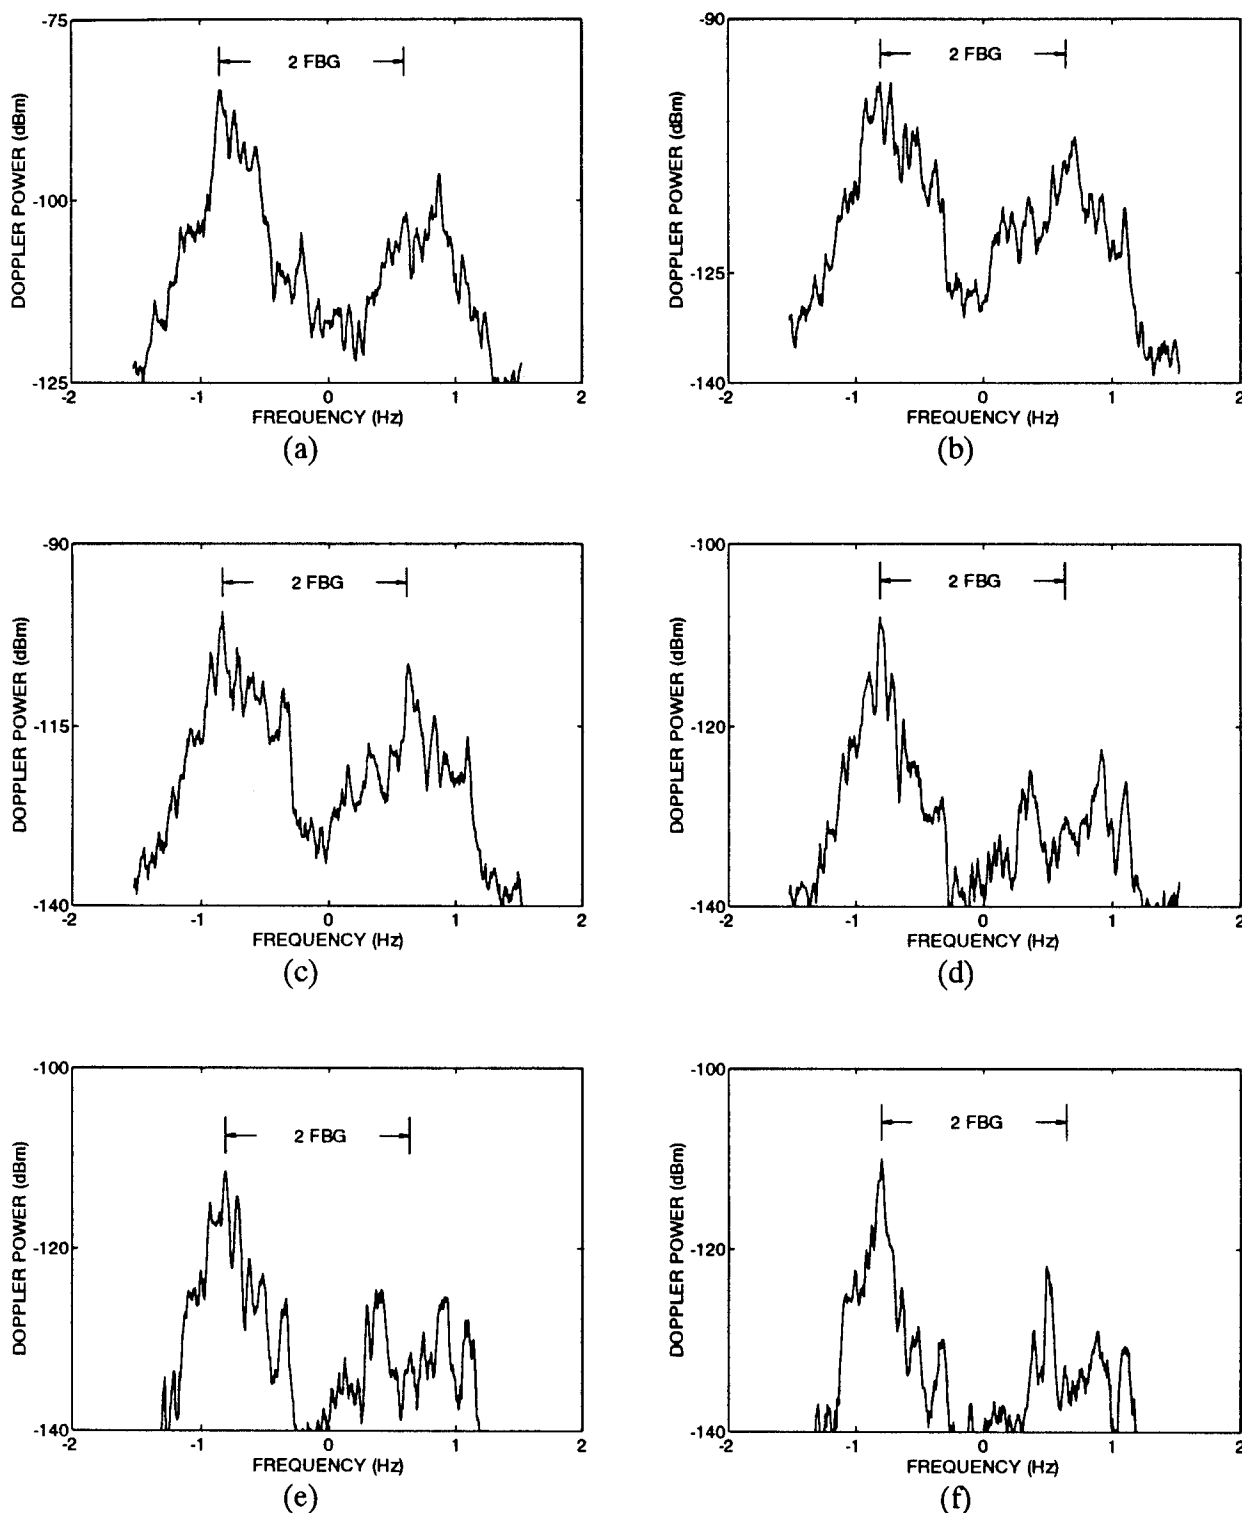 -75
2 FBG
DOPPLER POWER (dBm)
-100
-125
-2
-1
0
1
2
FREQUENCY (Hz)
(a)
-90
2 FBG
DOPPLER POWER (dBm)
-125
-140
-2
-1
0
1
2
FREQUENCY (Hz)
(b)
-90
2 FBG
DOPPLER POWER (dBm)
-115
-140
-2
-1
0
1
2
FREQUENCY (Hz)
(c)
-100
2 FBG
DOPPLER POWER (dBm)
-120
-140
-2
-1
0
1
2
FREQUENCY (Hz)
(d)
-100
2 FBG
DOPPLER POWER (dBm)
-120
-140
-2
-1
0
1
2
FREQUENCY (Hz)
(e)
-100
2 FBG
DOPPLER POWER (dBm)
-120
-140
-2
-1
0
1
2
FREQUENCY (Hz)
(f)